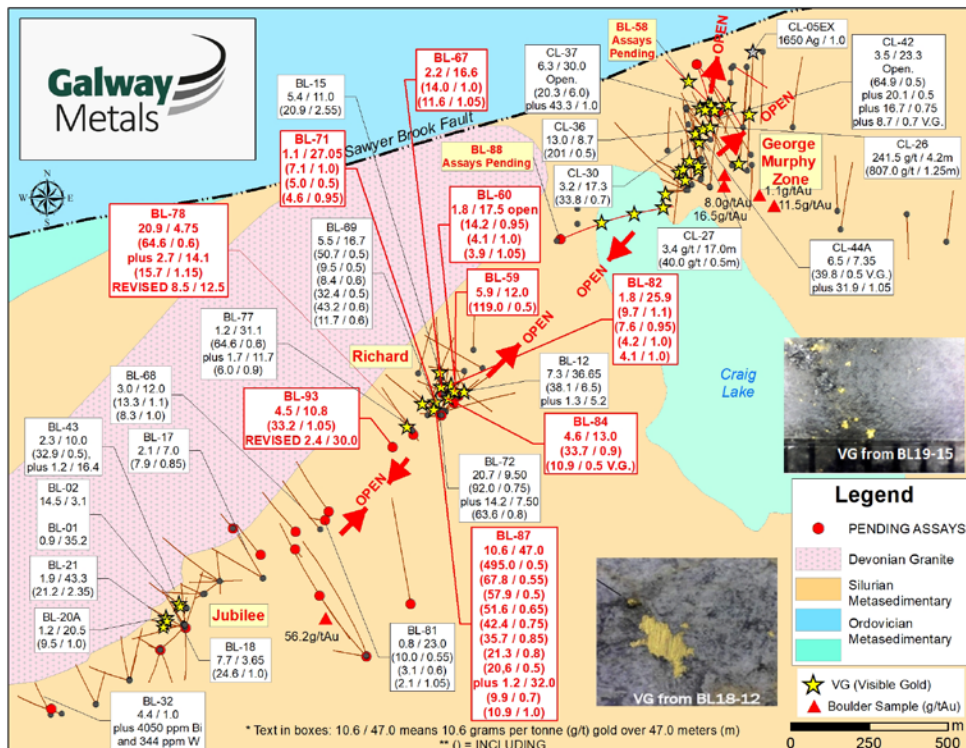 Galway
Metals
N
W
E
S
Sawyer Brook Fault
BL-15
5.4 / 11.0
(20.9 / 2.55)
BL-67
2.2 / 16.6
(14.0 / 1.0)
(11.6 / 1.05)
BL-71
1.1 / 27.05
(7.1 / 1.0)
(5.0 / 0.5)
(4.6 / 0.95)
BL-78
20.9 / 4.75
(64.6 / 0.6)
plus 2.7 / 14.1
(15.7 / 1.15)
REVISED 8.5 / 12.5
BL-69
5.5 / 16.7
(50.7 / 0.5)
(9.5 / 0.5)
(8.4 / 0.6)
(32.4 / 0.5)
(43.2 / 0.6)
(11.7 / 0.6)
BL-88
Assays Pending
BL-60
1.8 / 17.5 open
(14.2 / 0.95)
(4.1 / 1.0)
(3.9 / 1.05)
BL-59
5.9 / 12.0
(119.0 / 0.5)
BL-58
Assays
Pending
CL-37
6.3 / 30.0
Open.
(20.3 / 6.0)
plus 43.3 / 1.0
CL-36
13.0 / 8.7
(201 / 0.5)
CL-30
3.2 / 17.3
(33.8 / 0.7)
CL-05EX
1650 Ag / 1.0
CL-42
3.5 / 23.3
Open.
(64.9 / 0.5)
plus 20.1 / 0.5
plus 16.7 / 0.75
plus 8.7 / 0.7 V.G.
CL-26
241.5 g/t / 4.2m
(807.0 g/t / 1.25m)
OPEN
OPEN
George
Murphy
Zone
1.1g/tAu
11.5g/tAu
8.0g/tAu
16.5g/tAu
CL-27
3.4 g/t / 17.0m
(40.0 g/t / 0.5m)
CL-44A
6.5 / 7.35
(39.8 / 0.5 V.G.)
plus 31.9 / 1.05
OPEN
BL-82
1.8 / 25.9
(9.7 / 1.1)
(7.6 / 0.95)
(4.2 / 1.0)
4.1 / 1.0)
BL-77
1.2 / 31.1
(64.6 / 0.6)
plus 1.7 / 11.7
(6.0 / 0.9)
Richard
OPEN
BL-12
7.3 / 36.65
(38.1 / 6.5)
plus 1.3 / 5.2
Craig
Lake
VG from BL19-15
BL-68
3.0 / 12.0
(13.3 / 1.1)
(8.3 / 1.0)
BL-93
4.5 / 10.8
(33.2 / 1.05)
REVISED 2.4 / 30.0
BL-84
4.6 / 13.0
(33.7 / 0.9)
(10.9 / 0.5 V.G.)
BL-43
2.3 / 10.0
(32.9 / 0.5),
plus 1.2 / 16.4
BL-17
2.1 / 7.0
(7.9 / 0.85)
BL-72
20.7 / 9.50
(92.0 / 0.75)
plus 14.2 / 7.50
(63.6 / 0.8)
OPEN
BL-02
14.5 / 3.1
BL-01
0.9 / 35.2
BL-21
1.9 / 43.3
(21.2 / 2.35)
BL-20A
1.2 / 20.5
(9.5 / 1.0)
Jubilee
56.2g/tAu
BL-18
7.7 / 3.65
(24.6 / 1.0)
BL-81
0.8 / 23.0
(10.0 / 0.55)
(3.1 / 0.6)
(2.1 / 1.05)
BL-87
10.6 / 47.0
(495.0 / 0.5)
(67.8 / 0.55)
(57.9 / 0.5)
(51.6 / 0.65)
(42.4 / 0.75)
(35.7 / 0.85)
(21.3 / 0.8)
(20.6 / 0.5)
plus 1.2 / 32.0
(9.9 / 0.7)
(10.9 / 1.0)
VG from BL18-12
BL-32
4.4 / 1.0
plus 4050 ppm Bi
and 344 ppm W
* Text in boxes: 10.6 / 47.0 means 10.6 grams per tonne (g/t) gold over 47.0 meters (m)
** () = INCLUDING
Legend
PENDING ASSAYS
Devonian Granite
Silurian
Metasedimentary
Ordovician
Metasedimentary
VG (Visible Gold)
Boulder Sample (g/tAu)
m
0
250
500